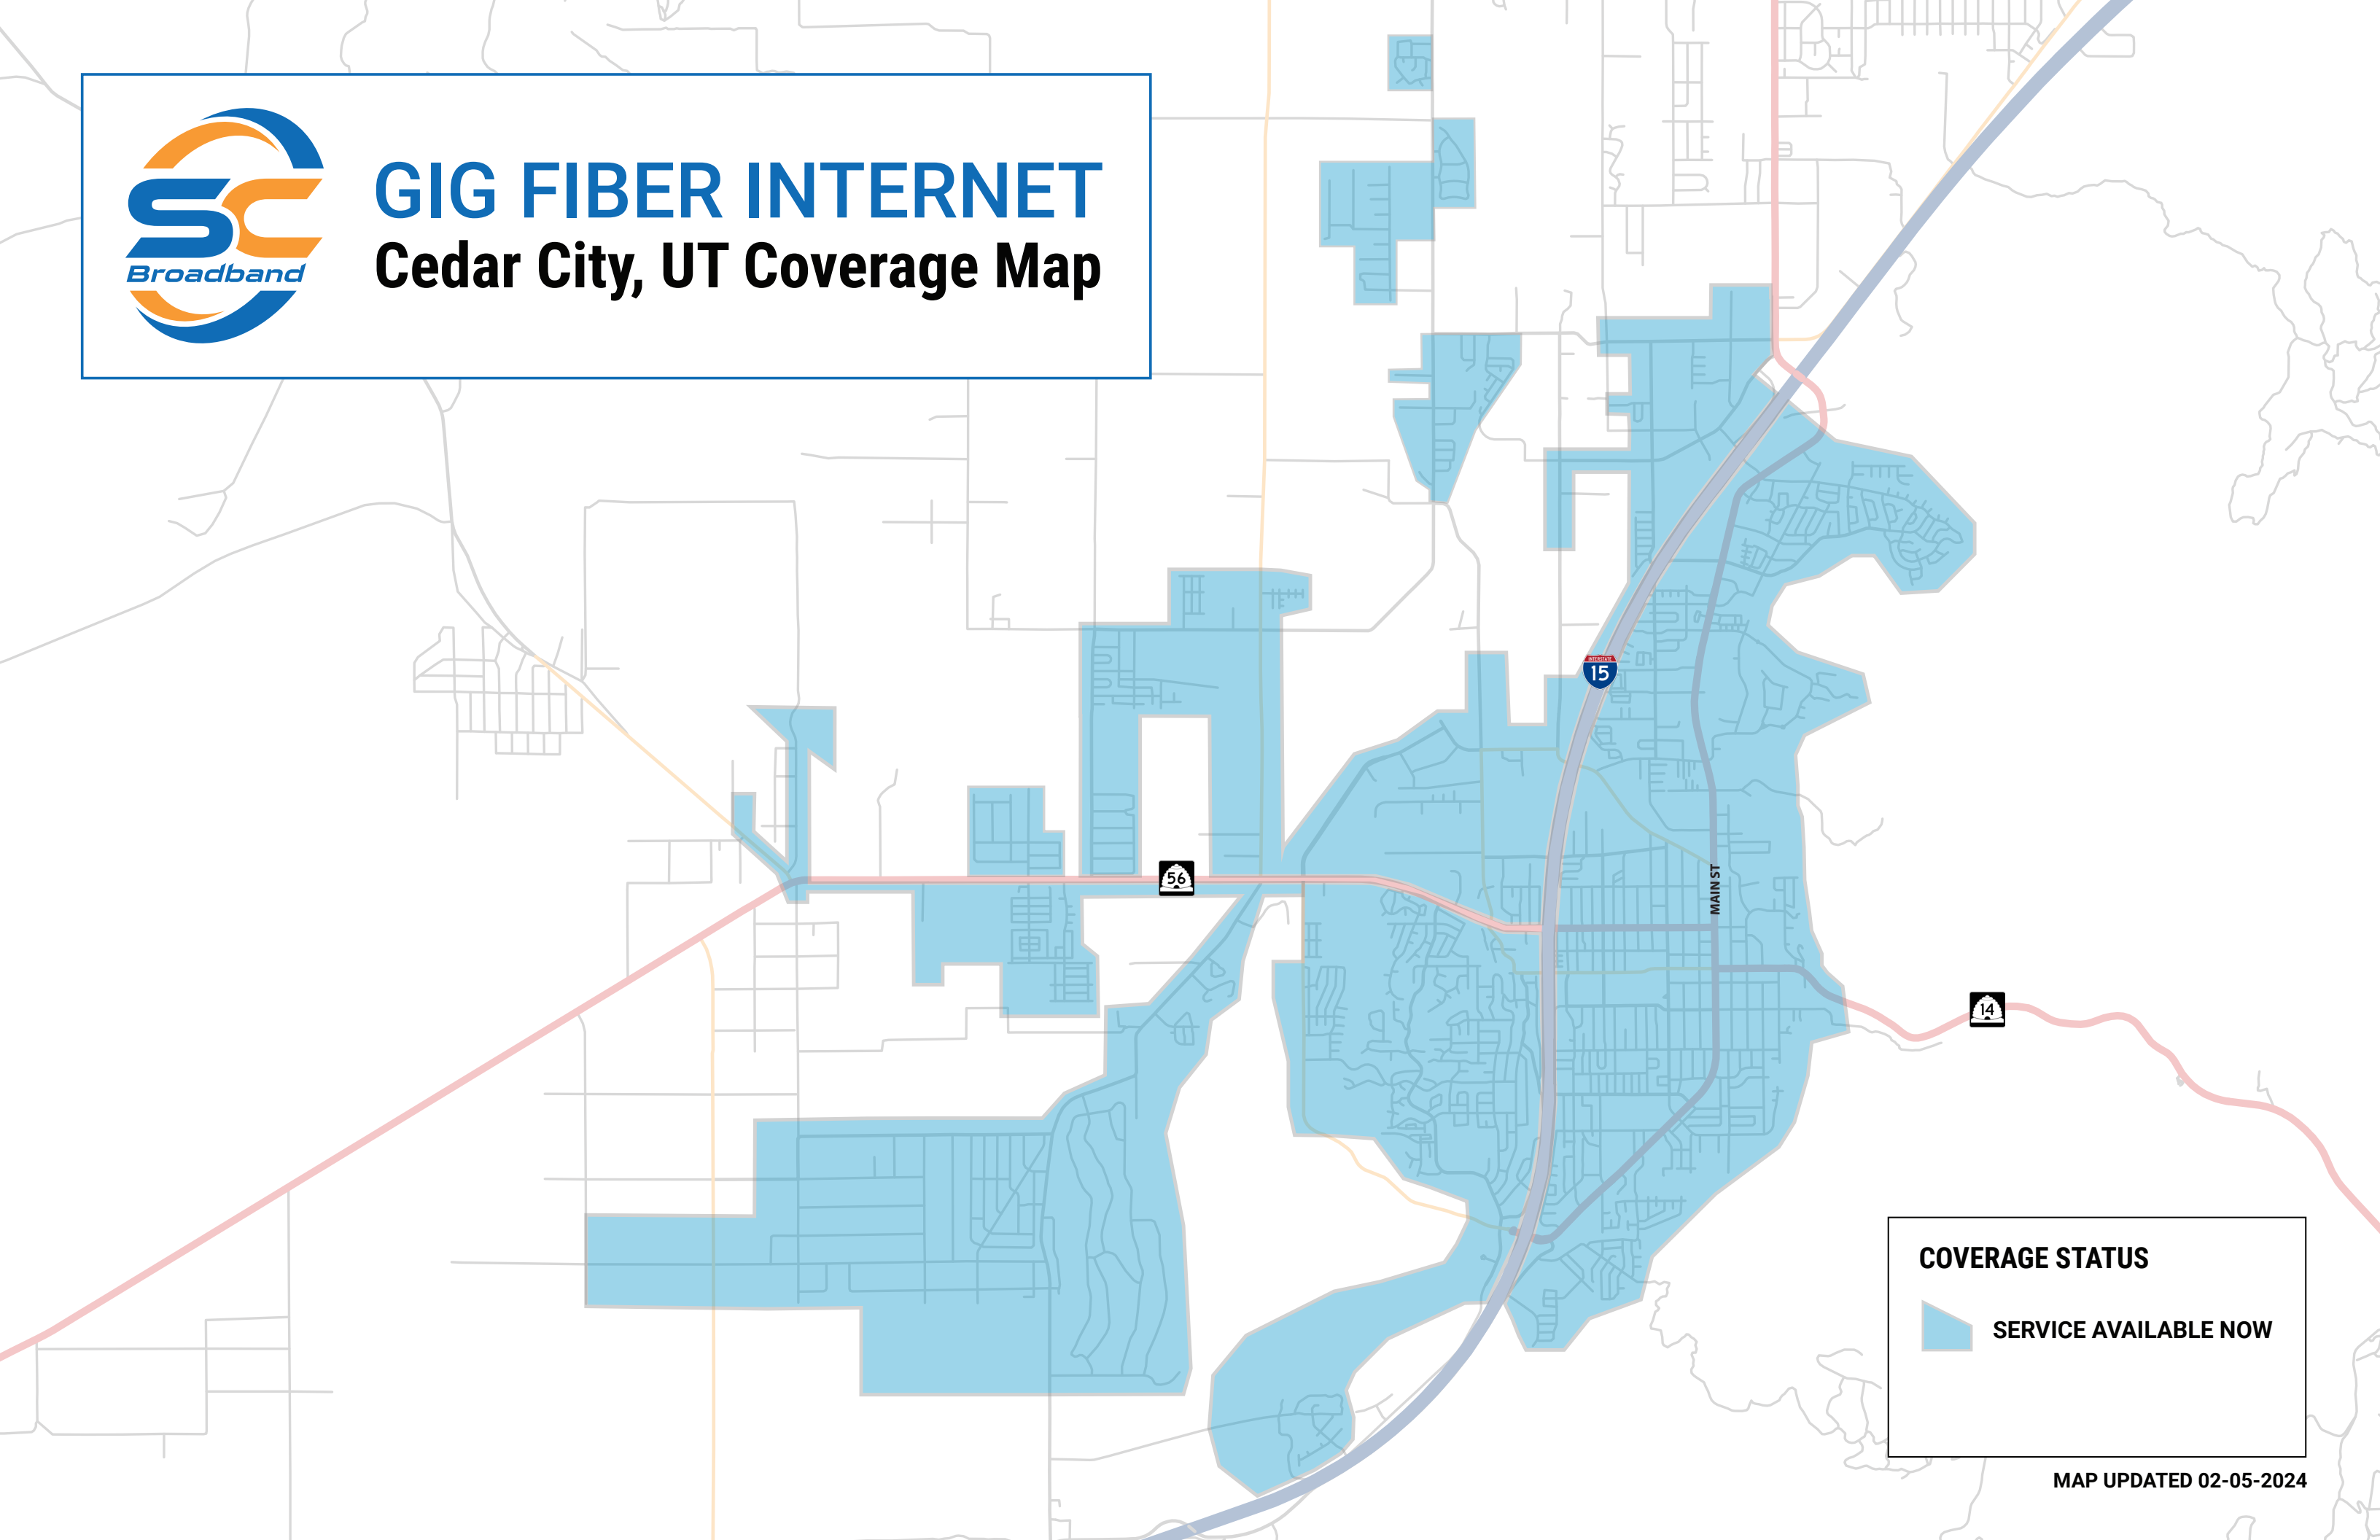 SC
Broadband
GIG FIBER INTERNET
Cedar City, UT Coverage Map
INTERSTATE
15
56
MAIN ST
14
COVERAGE STATUS
SERVICE AVAILABLE NOW
MAP UPDATED 02-05-2024